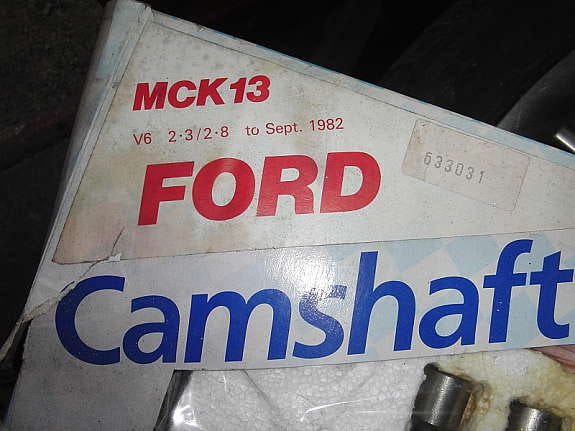 MCK13
V6 2·3/2·8 to Sept. 1982
FORD
633031
Camshaft